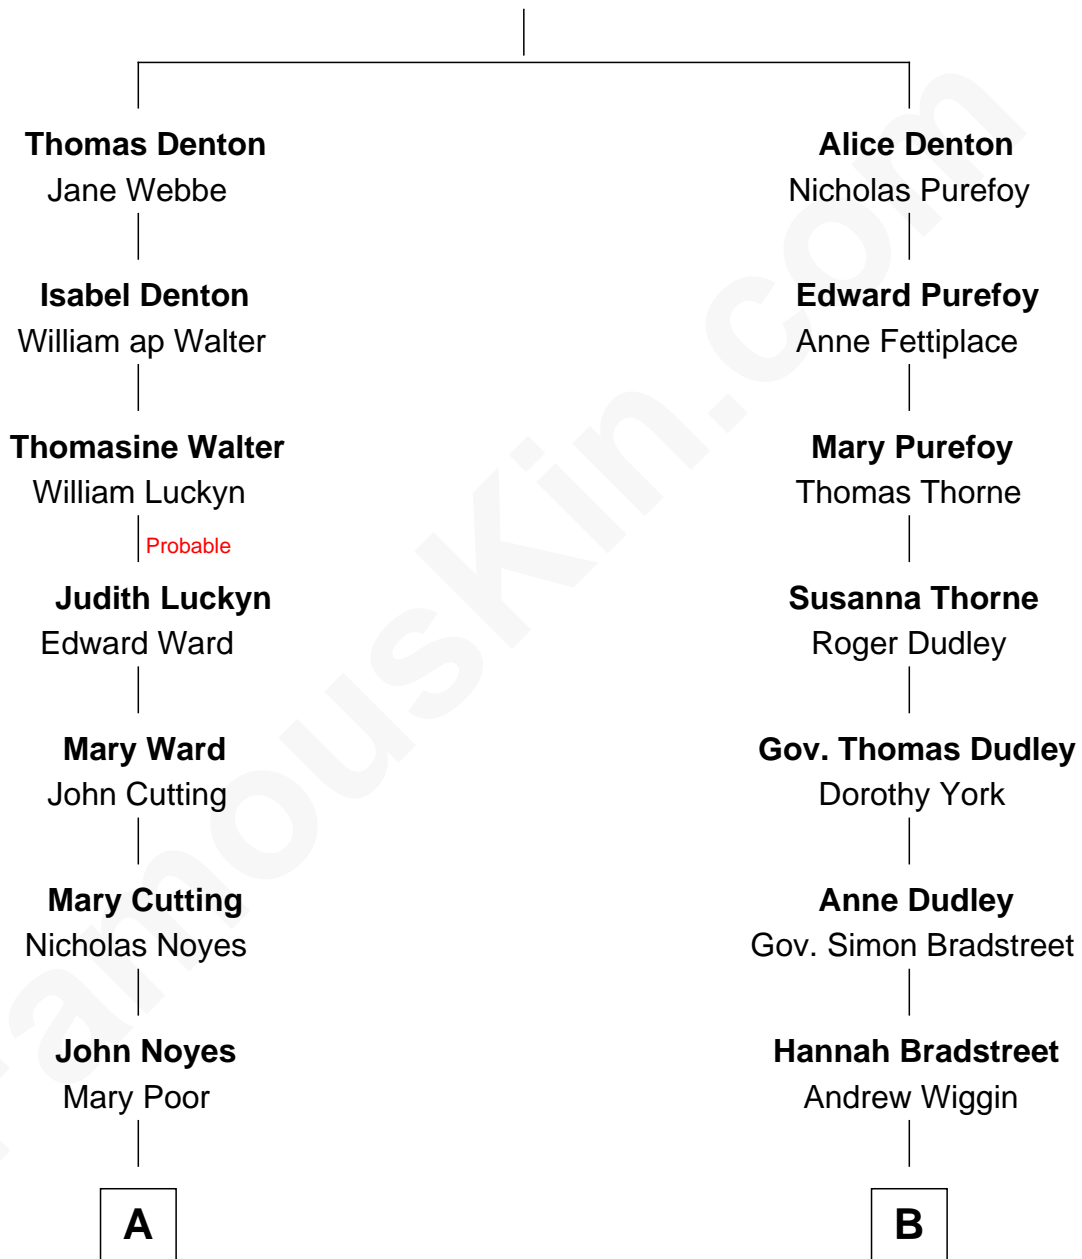 Thomas Denton
Jane Webbe
Isabel Denton
William ap Walter
Thomasine Walter
William Luckyn
Probable
Judith Luckyn
Edward Ward
Mary Ward
John Cutting
Mary Cutting
Nicholas Noyes
John Noyes
Mary Poor
A
Alice Denton
Nicholas Purefoy
Edward Purefoy
Anne Fettiplace
Mary Purefoy
Thomas Thorne
Susanna Thorne
Roger Dudley
Gov. Thomas Dudley
Dorothy York
Anne Dudley
Gov. Simon Bradstreet
Hannah Bradstreet
Andrew Wiggin
B
FamousKin.com